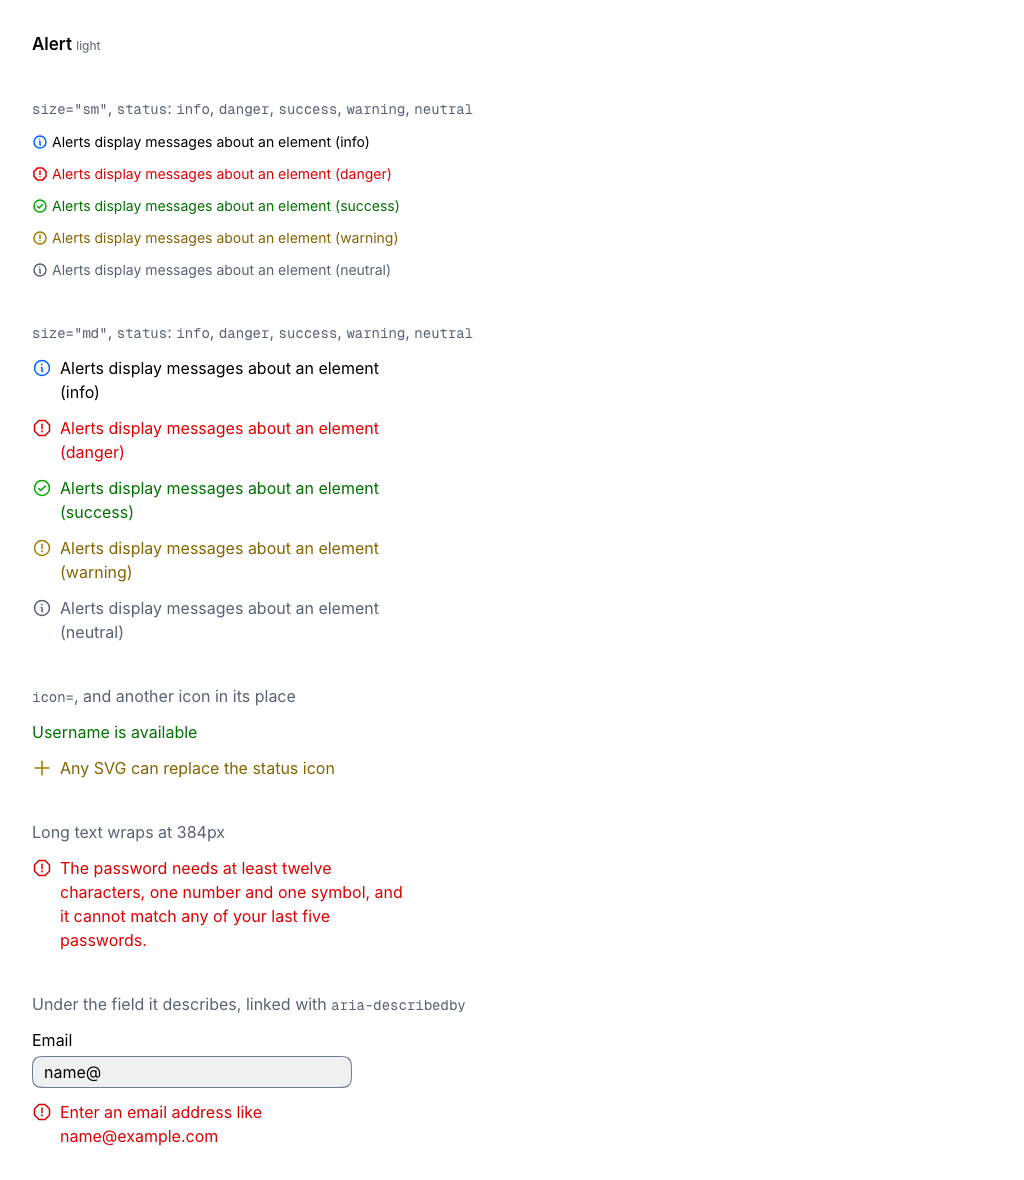 Alert light
size="sm", status: info, danger, success, warning, neutral
Alerts display messages about an element (info)
Alerts display messages about an element (danger)
Alerts display messages about an element (success)
Alerts display messages about an element (warning)
Alerts display messages about an element (neutral)
size="md", status: info, danger, success, warning, neutral
Alerts display messages about an element
(info)
Alerts display messages about an element
(danger)
Alerts display messages about an element
(success)
Alerts display messages about an element
(warning)
Alerts display messages about an element
(neutral)
icon=, and another icon in its place
Username is available
Any SVG can replace the status icon
Long text wraps at 384px
The password needs at least twelve
characters, one number and one symbol, and
it cannot match any of your last five
passwords.
Under the field it describes, linked with aria-describedby
Email
name@
Enter an email address like
name@example.com